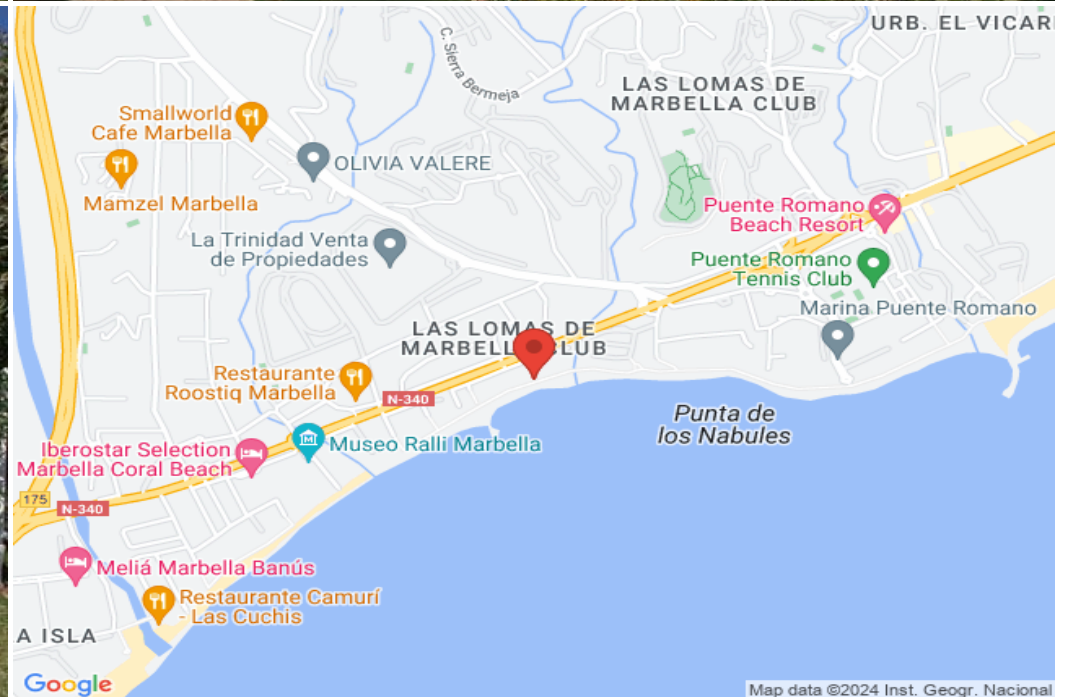 URB. EL VICARI
C. Sierra Bermeja
LAS LOMAS DE
MARBELLA CLUB
Smallworld
Cafe Marbella
OLIVIA VALERE
Mamzel Marbella
Puente Romano
Beach Resort
La Trinidad Venta
de Propiedades
Puente Romano
Tennis Club
Marina Puente Romano
LAS LOMAS DE
MARBELLA CLUB
Restaurante
Roostiq Marbella
N-340
Punta de
los Nabules
Iberostar Selection
Marbella Coral Beach
Museo Ralli Marbella
175
N-340
Meliá Marbella Banús
Restaurante Camurí
- Las Cuchis
A ISLA
Google
Map data ©2024 Inst. Geogr. Nacional